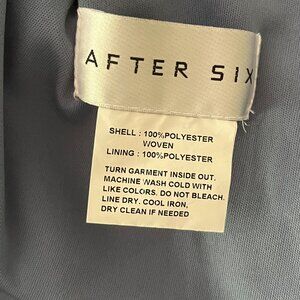 AFTER SIX
SHELL : 100%POLYESTER
WOVEN
LINING : 100%POLYESTER
TURN GARMENT INSIDE OUT.
MACHINE WASH COLD WITH
LIKE COLORS. DO NOT BLEACH.
LINE DRY. COOL IRON,
DRY CLEAN IF NEEDED